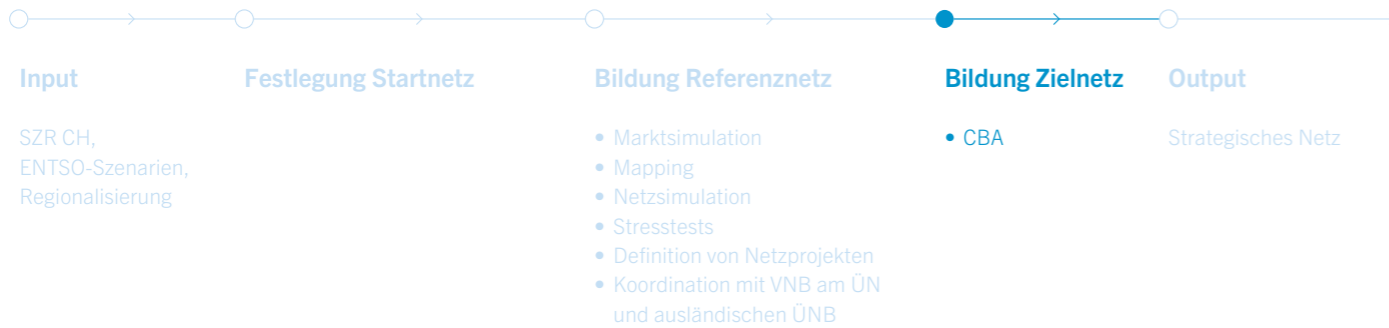 Input
SZR CH,
ENTSO-Szenarien,
Regionalisierung
Festlegung Startnetz
Bildung Referenznetz
• Marktsimulation
• Mapping
• Netzsimulation
• Stresstests
• Definition von Netzprojekten
• Koordination mit VNB am ÜN
und ausländischen ÜNB
Bildung Zielnetz
• CBA
Output
Strategisches Netz